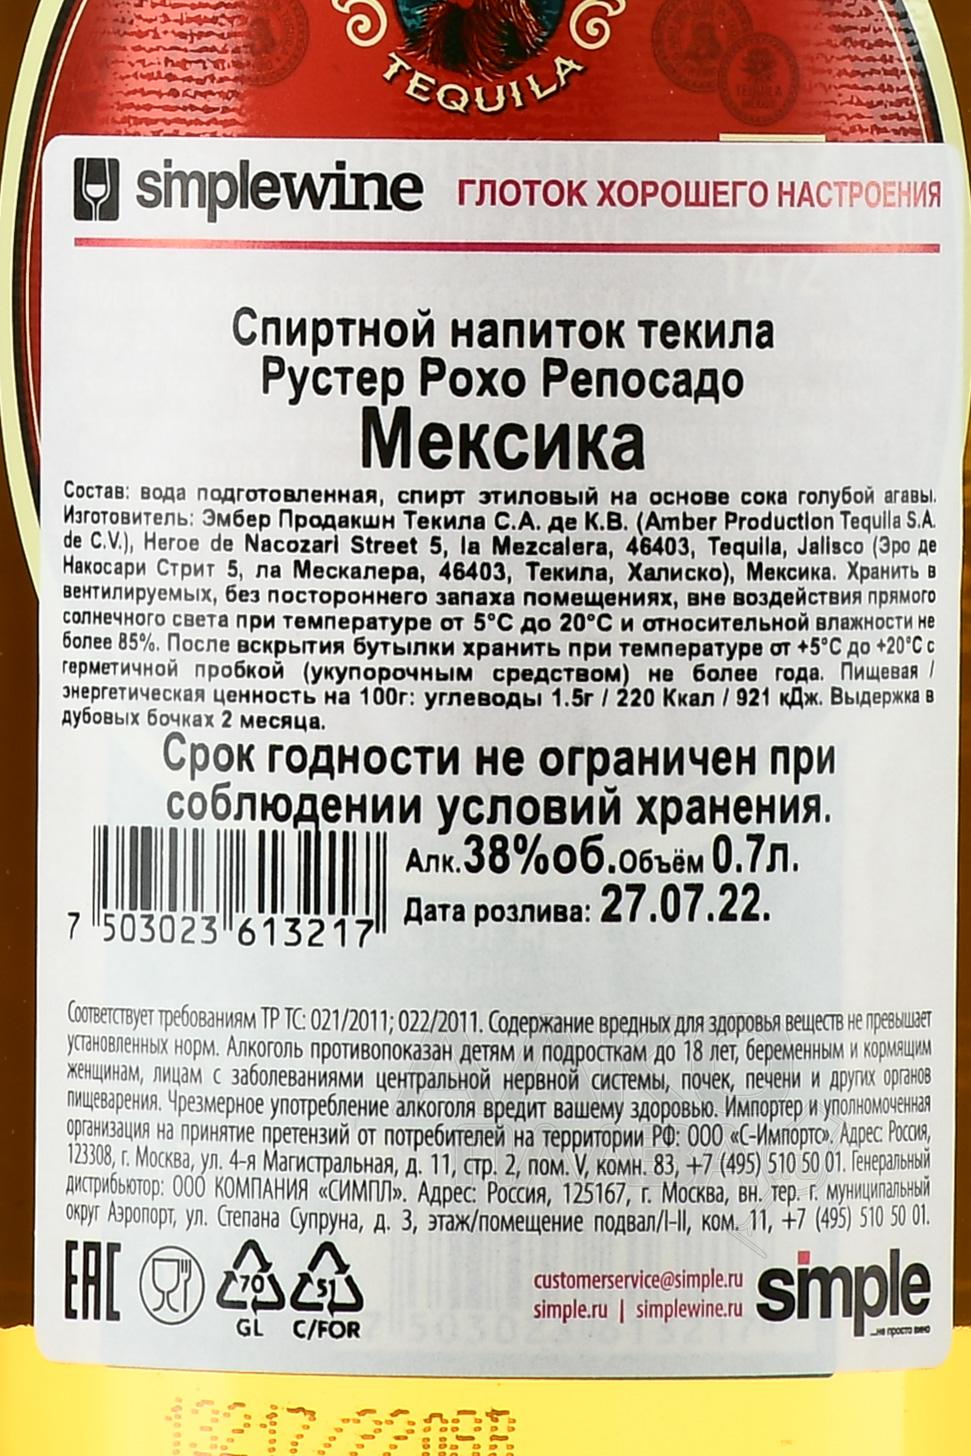 TEQUILA
simplewine ГЛОТОК ХОРОШЕГО НАСТРОЕНИЯ
Спиртной напиток текила
Рустер Рохо Репосадо
Мексика
Состав: вода подготовленная, спирт этиловый на основе сока голубой агавы.
Изготовитель: Эмбер Продакшн Текила С.А. де К.В. (Amber Production Tequila S.A.
de C.V.), Heroe de Nacozari Street 5, la Mezcalera, 46403, Tequila, Jalisco (Эро де
Накосари Стрит 5, ла Мескалера, 46403, Текила, Халиско), Мексика. Хранить в
вентилируемых, без постороннего запаха помещениях, вне воздействия прямого
солнечного света при температуре от 5°C до 20°C и относительной влажности не
более 85%. После вскрытия бутылки хранить при температуре от +5°C до +20°C с
герметичной пробкой (укупорочным средством) не более года. Пищевая /
энергетическая ценность на 100г: углеводы 1.5г / 220 Ккал / 921 кДж. Выдержка в
дубовых бочках 2 месяца.
Срок годности не ограничен при
соблюдении условий хранения.
Алк.38%об.Объём 0.7л.
Дата розлива: 27.07.22.
7 503023 613217
Соответствует требованиям ТР ТС: 021/2011; 022/2011. Содержание вредных для здоровья веществ не превышает
установленных норм. Алкоголь противопоказан детям и подросткам до 18 лет, беременным и кормящим
женщинам, лицам с заболеваниями центральной нервной системы, почек, печени и других органов
пищеварения. Чрезмерное употребление алкоголя вредит вашему здоровью. Импортер и уполномоченная
организация на принятие претензий от потребителей на территории РФ: ООО «С-Импортс». Адрес: Россия,
123308, г. Москва, ул. 4-я Магистральная, д. 11, стр. 2, пом. V, комн. 83, +7 (495) 510 50 01. Генеральный
дистрибьютор: ООО КОМПАНИЯ «СИМПЛ». Адрес: Россия, 125167, г. Москва, вн. тер. г. муниципальный
округ Аэропорт, ул. Степана Супруна, д. 3, этаж/помещение подвал/I-II, ком. 11, +7 (495) 510 50 01.
EAC 70 GL 51 C/FOR
customerservice@simple.ru
simple.ru | simplewine.ru
simple
...не просто вино